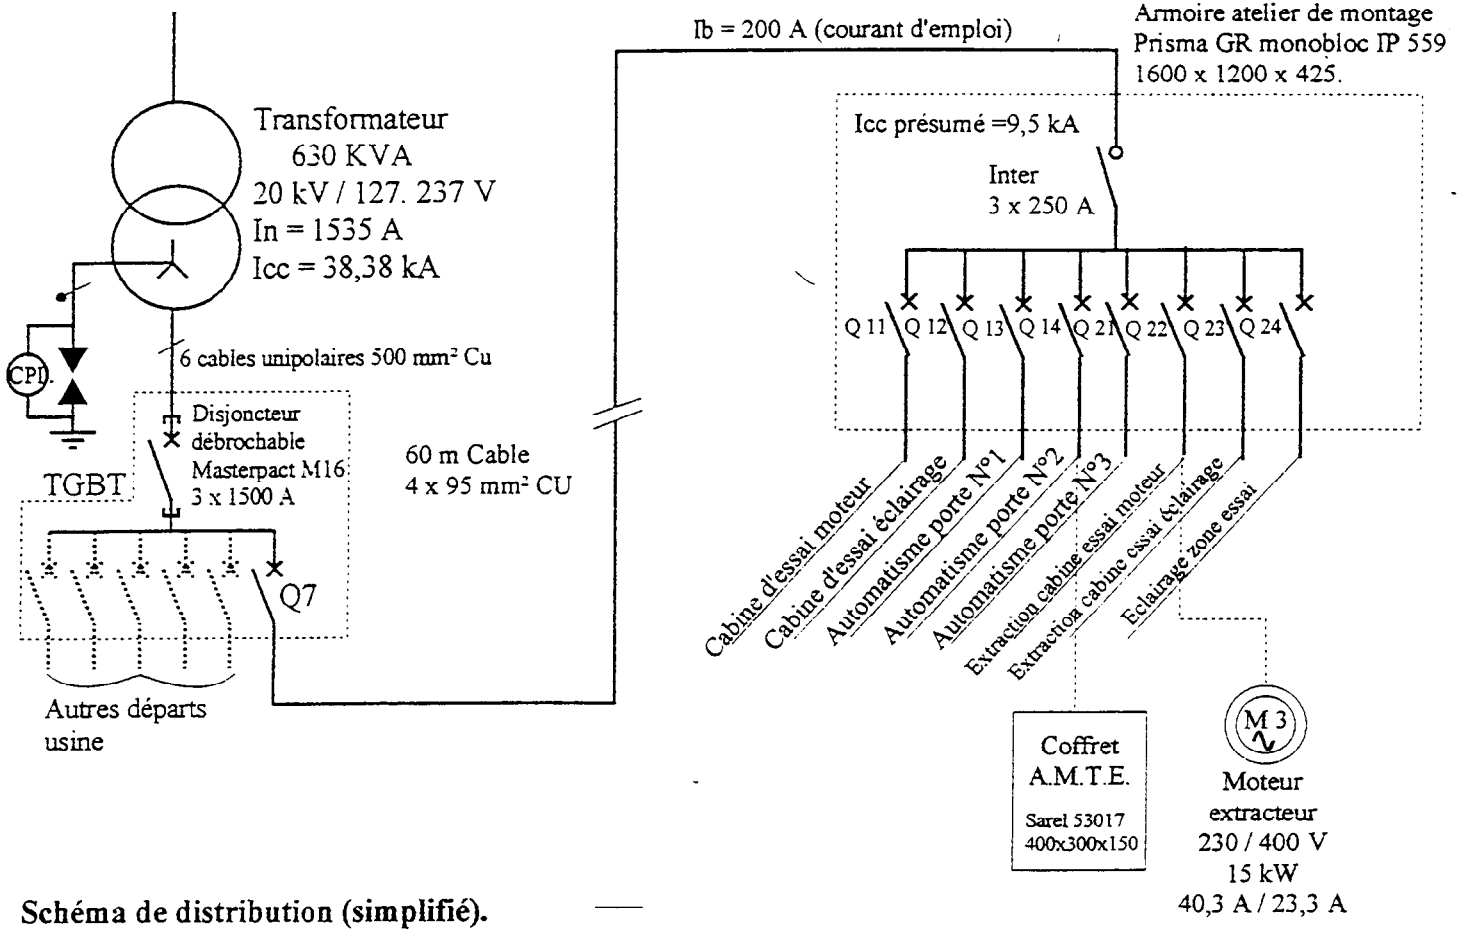 Ib = 200 A (courant d'emploi)
Armoire atelier de montage
Prisma GR monobloc IP 559
1600 x 1200 x 425.
Transformateur
630 KVA
20 kV / 127. 237 V
In = 1535 A
Icc = 38,38 kA
Icc présumé =9,5 kA
Inter
3 x 250 A
Q 11
Q 12
Q 13
Q 14
Q 21
Q 22
Q 23
Q 24
6 cables unipolaires 500 mm² Cu
CPI.
Disjoncteur
débrochable
Masterpact M16
3 x 1500 A
TGBT
60 m Cable
4 x 95 mm² CU
Q7
Autres départs
usine
Cabine d'essai moteur
Cabine d'essai éclairage
Automatisme porte N°1
Automatisme porte N°2
Automatisme porte N°3
Extraction cabine essai moteur
Extraction cabine essai éclairage
Eclairage zone essai
Coffret
A.M.T.E.
Sarel 53017
400x300x150
M 3
Moteur
extracteur
230 / 400 V
15 kW
40,3 A / 23,3 A
Schéma de distribution (simplifié).